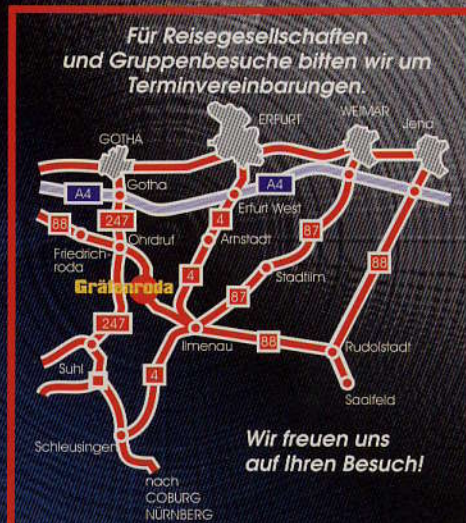 Für Reisegesellschaften
und Gruppenbesuche bitten wir um
Terminvereinbarungen.
ERFURT
WEIMAR
Jena
GOTHA
A4
Gotha
A4
Erfurt West
88
247
Ohrdruf
4
Arnstadt
87
Friedrich-
roda
88
Stadtilm
Gräfenroda
4
87
247
Ilmenau
88
Rudolstadt
Suhl
4
Saalfeld
Schleusingen
Wir freuen uns
auf Ihren Besuch!
nach
COBURG
NÜRNBERG